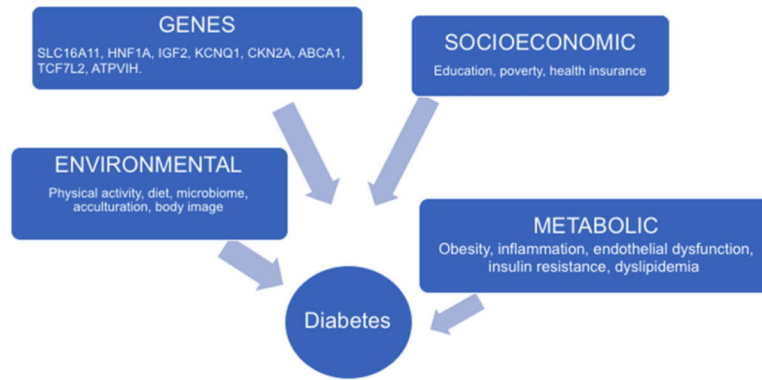 GENES
SLC16A11, HNF1A, IGF2, KCNQ1, CKN2A, ABCA1,
TCF7L2, ATPVIH.
SOCIOECONOMIC
Education, poverty, health insurance
ENVIRONMENTAL
Physical activity, diet, microbiome,
acculturation, body image
METABOLIC
Obesity, inflammation, endothelial dysfunction,
insulin resistance, dyslipidemia
Diabetes